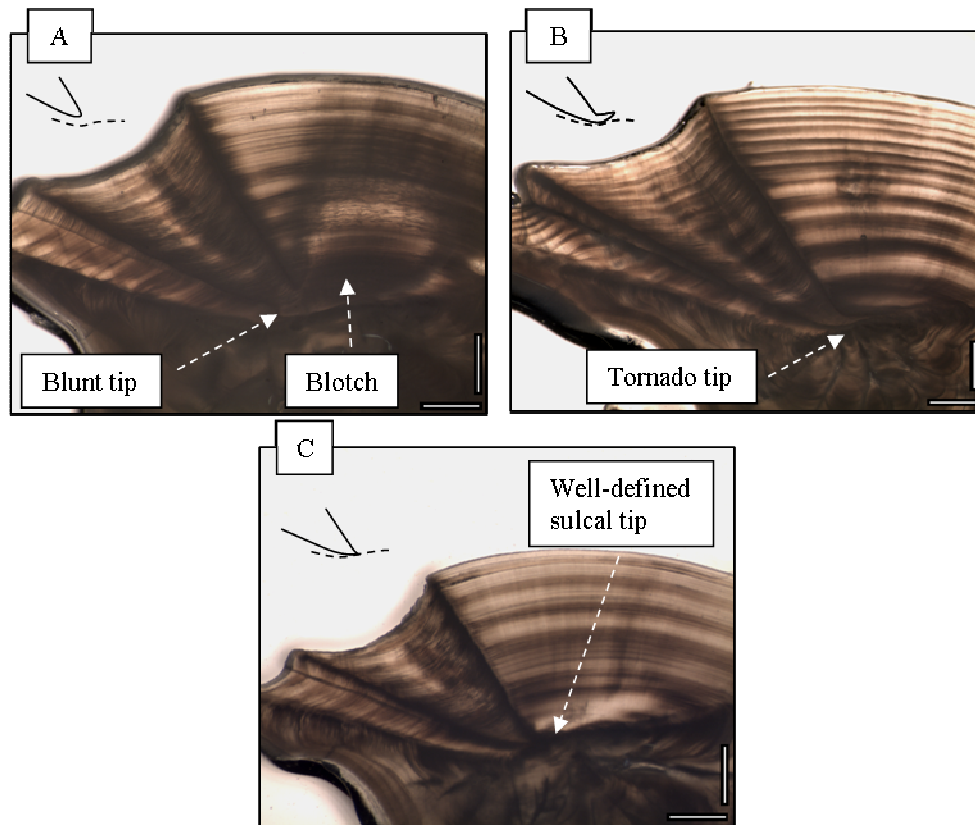 A
B
Blunt tip
Blotch
Tornado tip
C
Well-defined
sulcal tip